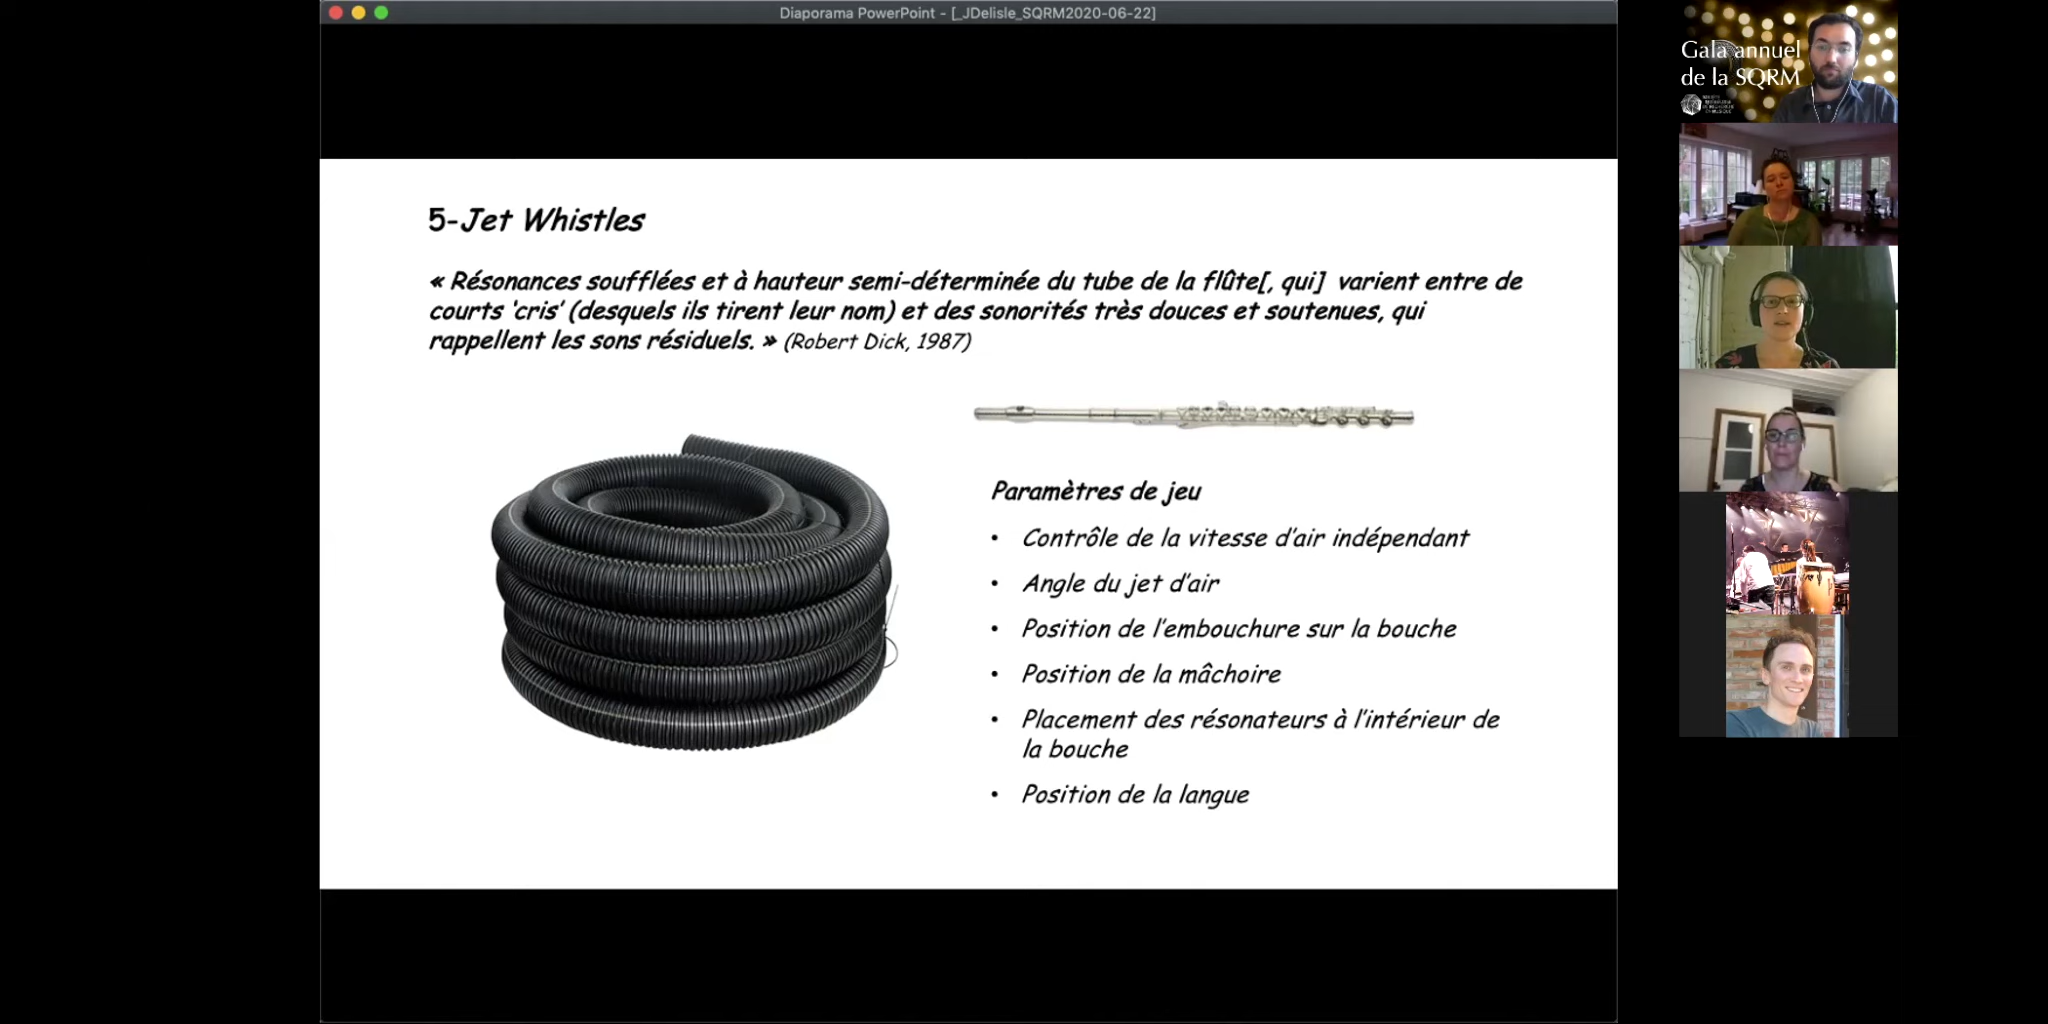 Diaporama PowerPoint - [_JDelisle_SQRM2020-06-22]
5-Jet Whistles
« Résonances soufflées et à hauteur semi-déterminée du tube de la flûte[, qui] varient entre de
courts 'cris' (desquels ils tirent leur nom) et des sonorités très douces et soutenues, qui
rappellent les sons résiduels. » (Robert Dick, 1987)
Paramètres de jeu
• Contrôle de la vitesse d'air indépendant
• Angle du jet d'air
• Position de l'embouchure sur la bouche
• Position de la mâchoire
• Placement des résonateurs à l'intérieur de
la bouche
• Position de la langue
Gala annuel
de la SQRM